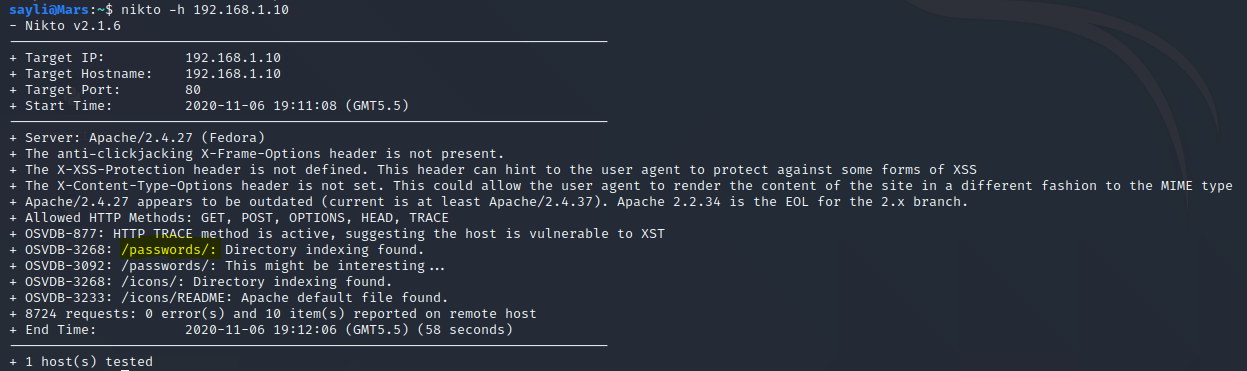 sayli@Mars:~$ nikto -h 192.168.1.10
- Nikto v2.1.6
---------------------------------------------------------------------------
+ Target IP:          192.168.1.10
+ Target Hostname:    192.168.1.10
+ Target Port:        80
+ Start Time:         2020-11-06 19:11:08 (GMT5.5)
---------------------------------------------------------------------------
+ Server: Apache/2.4.27 (Fedora)
+ The anti-clickjacking X-Frame-Options header is not present.
+ The X-XSS-Protection header is not defined. This header can hint to the user agent to protect against some forms of XSS
+ The X-Content-Type-Options header is not set. This could allow the user agent to render the content of the site in a different fashion to the MIME type
+ Apache/2.4.27 appears to be outdated (current is at least Apache/2.4.37). Apache 2.2.34 is the EOL for the 2.x branch.
+ Allowed HTTP Methods: GET, POST, OPTIONS, HEAD, TRACE
+ OSVDB-877: HTTP TRACE method is active, suggesting the host is vulnerable to XST
+ OSVDB-3268: /passwords/: Directory indexing found.
+ OSVDB-3092: /passwords/: This might be interesting...
+ OSVDB-3268: /icons/: Directory indexing found.
+ OSVDB-3233: /icons/README: Apache default file found.
+ 8724 requests: 0 error(s) and 10 item(s) reported on remote host
+ End Time:           2020-11-06 19:12:06 (GMT5.5) (58 seconds)
---------------------------------------------------------------------------
+ 1 host(s) tested